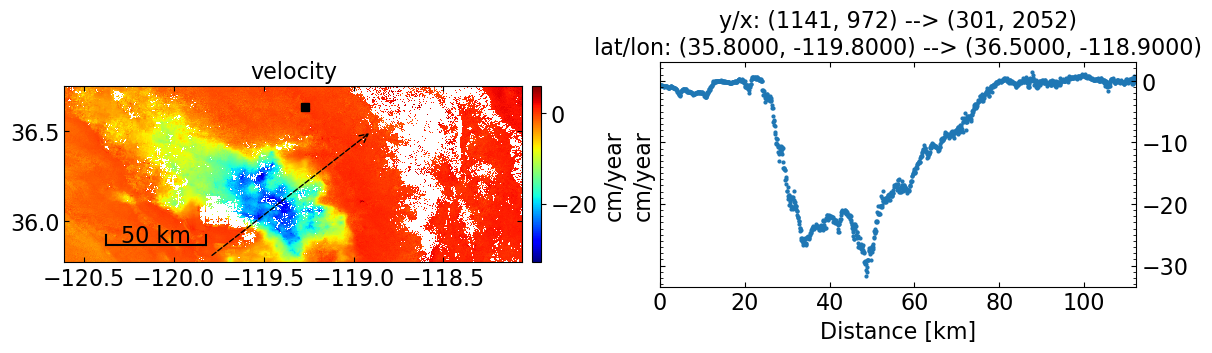 velocity
36.5
36.0
50 km
−120.5 −120.0 −119.5 −119.0 −118.5
0
−20
cm/year
y/x: (1141, 972) --> (301, 2052)
lat/lon: (35.8000, -119.8000) --> (36.5000, -118.9000)
cm/year
0
−10
−20
−30
0 20 40 60 80 100
Distance [km]